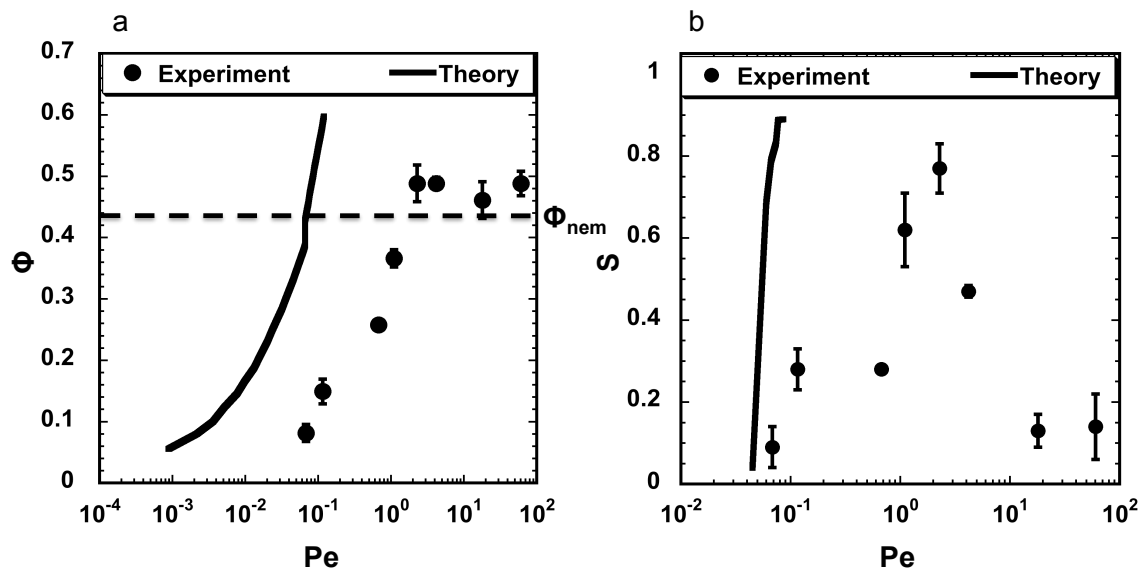 a
Experiment Theory
0.7
0.6
0.5
0.4
0.3
0.2
0.1
0
Φ
Φnem
10-4 10-3 10-2 10-1 100 101 102
Pe
b
Experiment Theory
1
0.8
0.6
0.4
0.2
0
S
10-2 10-1 100 101 102
Pe